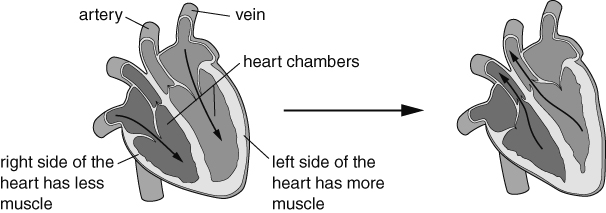 artery
vein
heart chambers
right side of the
heart has less
muscle
left side of the
heart has more
muscle